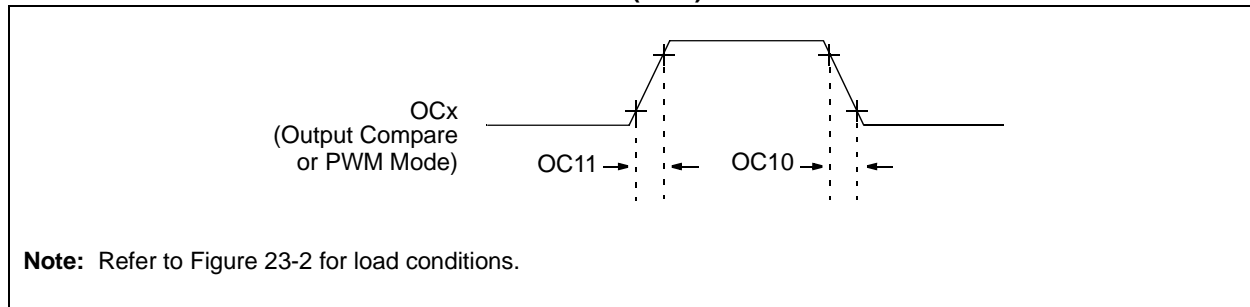 OCx
(Output Compare
or PWM Mode)
OC11
OC10
Note: Refer to Figure 23-2 for load conditions.